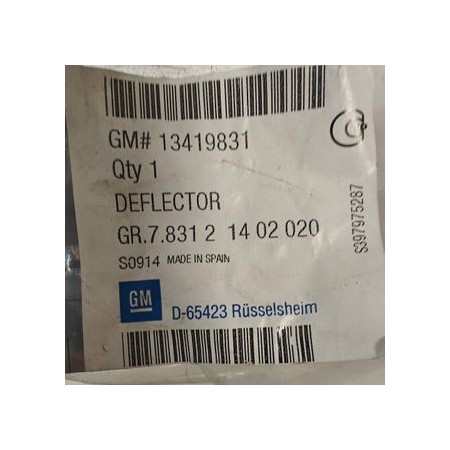 GM# 13419831
Qty 1
DEFLECTOR
GR.7.831 2 14 02 020
S0914 MADE IN SPAIN
GM
D-65423 Rüsselsheim
S397975287